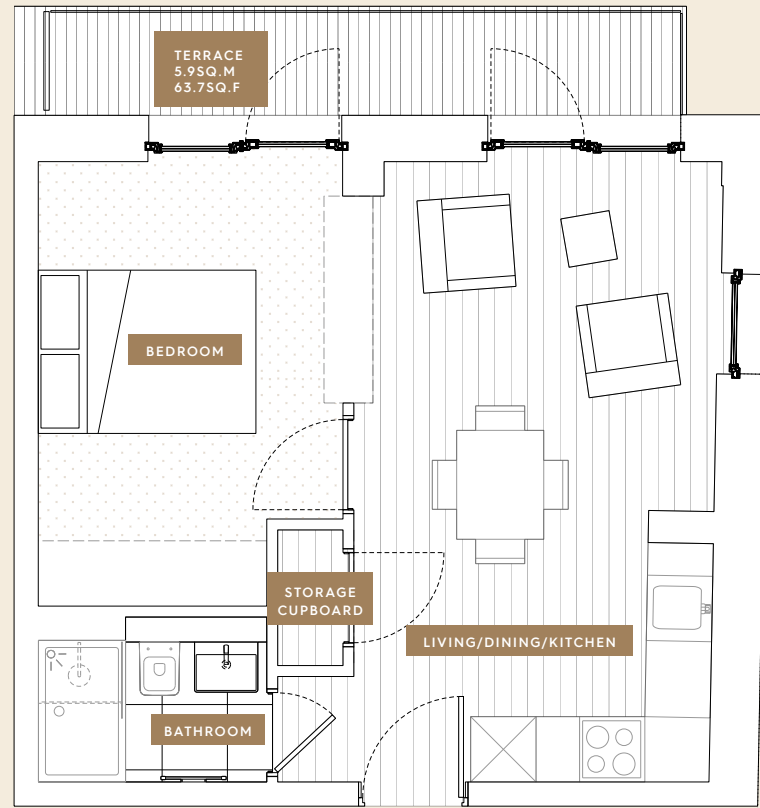 TERRACE
5.9SQ.M
63.7SQ.F
BEDROOM
STORAGE
CUPBOARD
LIVING/DINING/KITCHEN
BATHROOM